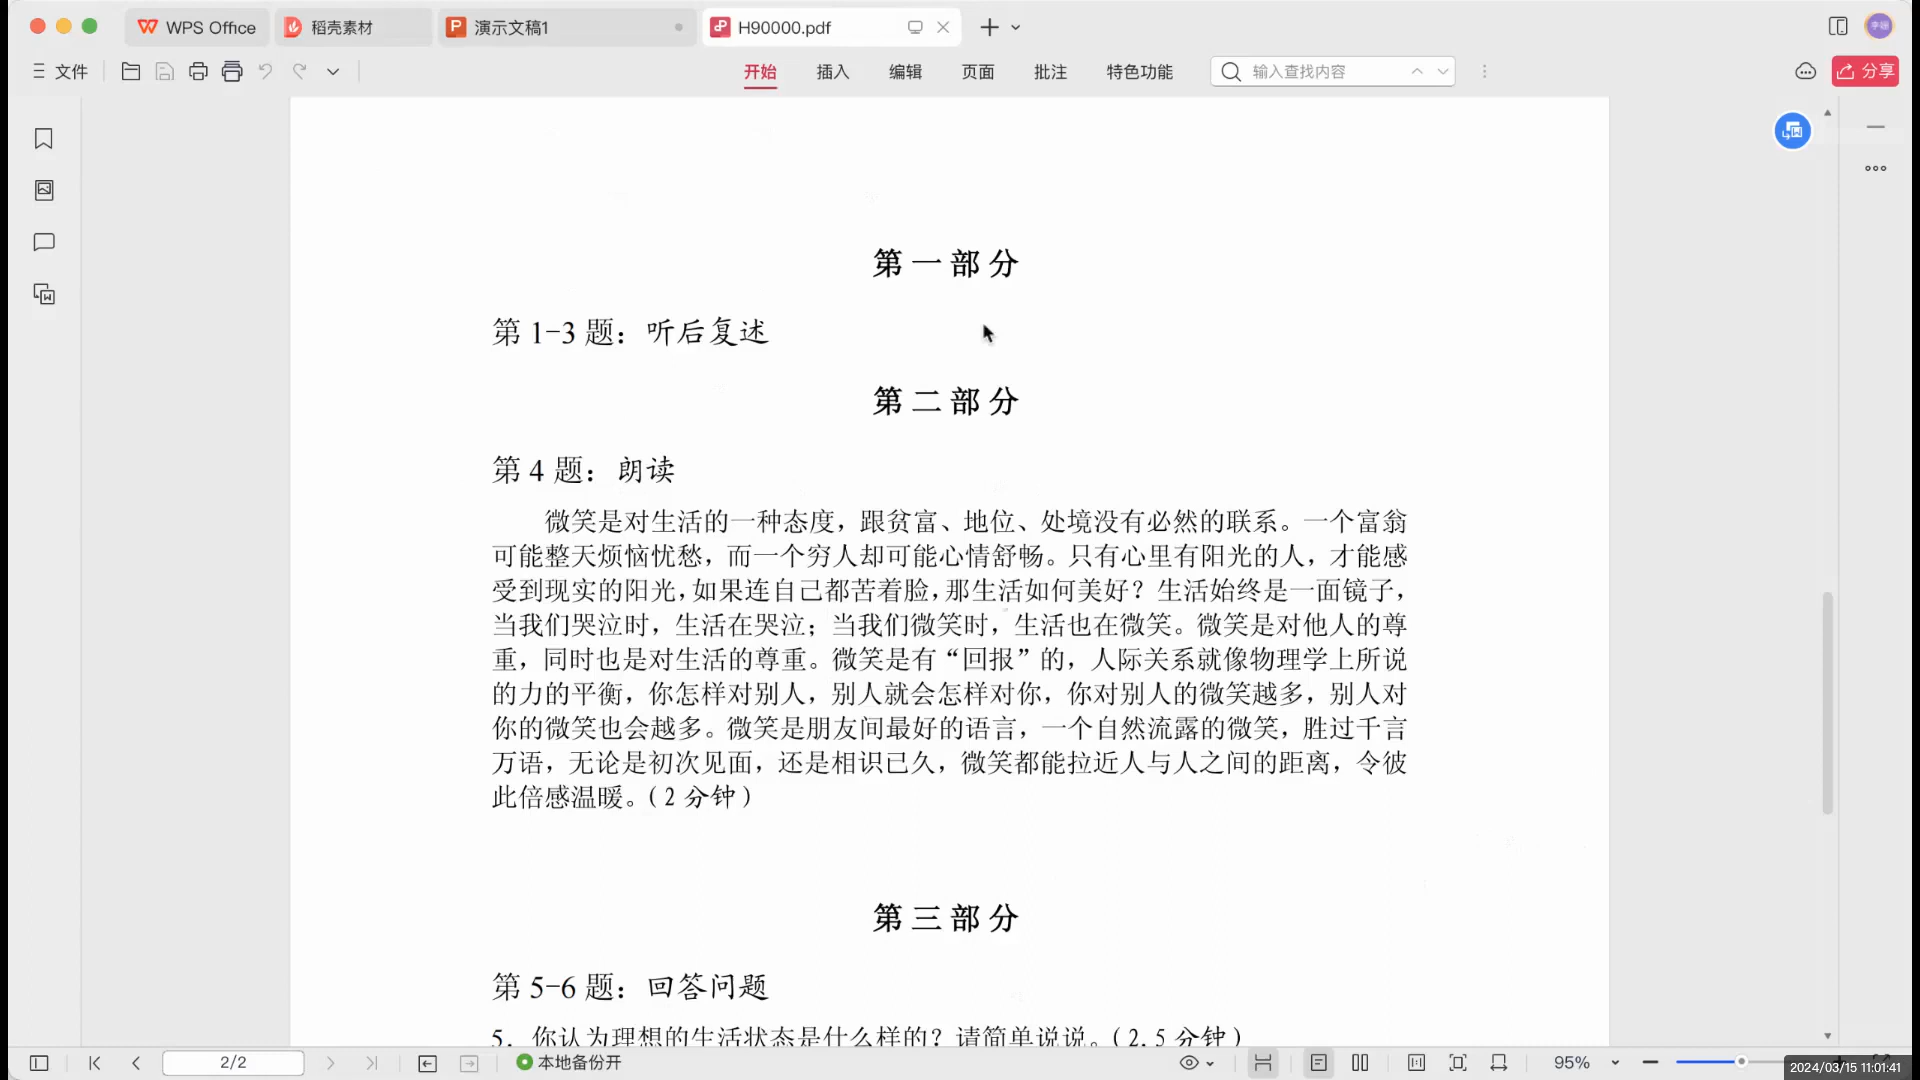 WPS Office
稻壳素材
演示文稿1
H90000.pdf
李姗
文件
开始
插入
编辑
页面
批注
特色功能
输入查找内容
分享
第一部分
第 1-3 题：听后复述
第二部分
第 4 题：朗读
微笑是对生活的一种态度，跟贫富、地位、处境没有必然的联系。一个富翁
可能整天烦恼忧愁，而一个穷人却可能心情舒畅。只有心里有阳光的人，才能感
受到现实的阳光，如果连自己都苦着脸，那生活如何美好？生活始终是一面镜子，
当我们哭泣时，生活在哭泣；当我们微笑时，生活也在微笑。微笑是对他人的尊
重，同时也是对生活的尊重。微笑是有“回报”的，人际关系就像物理学上所说
的力的平衡，你怎样对别人，别人就会怎样对你，你对别人的微笑越多，别人对
你的微笑也会越多。微笑是朋友间最好的语言，一个自然流露的微笑，胜过千言
万语，无论是初次见面，还是相识已久，微笑都能拉近人与人之间的距离，令彼
此倍感温暖。（2 分钟）
第三部分
第 5-6 题：回答问题
5．你认为理想的生活状态是什么样的？请简单说说。（2.5 分钟）
2/2
本地备份开
95%
2024/03/15 11:01:41